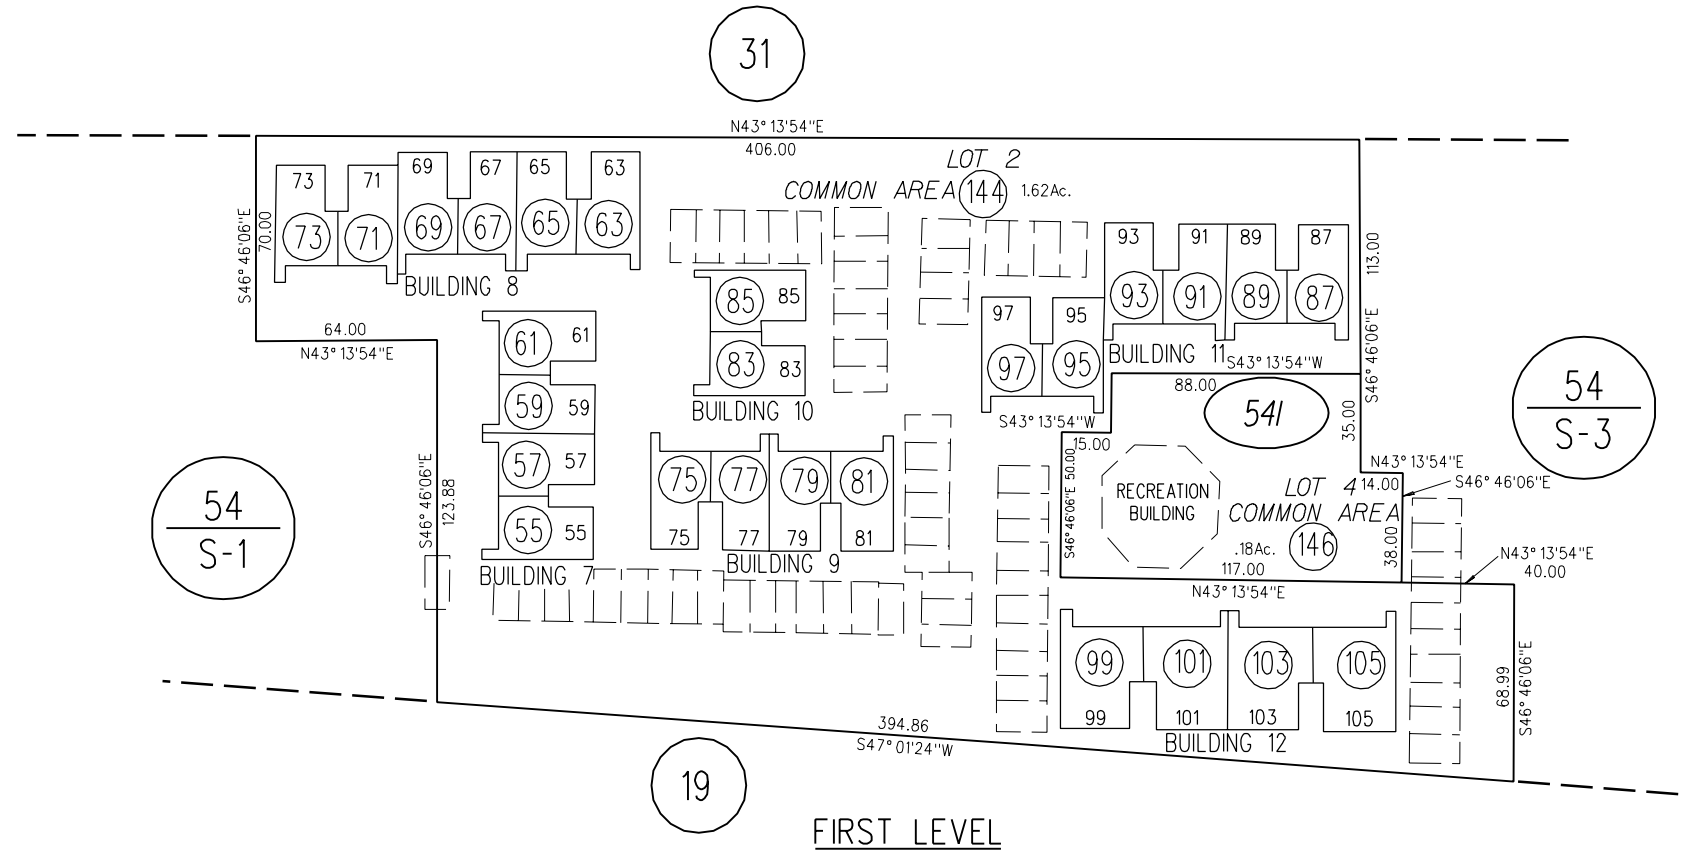 31
N43° 13'54"E
406.00
LOT 2
COMMON AREA 144 1.62Ac.
73 71 69 67 65 63
73 71 69 67 65 63
BUILDING 8
S46° 46'06"E
70.00
64.00
N43° 13'54"E
93 91 89 87
93 91 89 87
BUILDING 11
113.00
S46° 46'06"E
85 85
83 83
BUILDING 10
97 95
97 95
S43° 13'54"W
88.00
S43° 13'54"W
15.00
541
35.00
54
S-3
61 61
59 59
57 57
55 55
BUILDING 7
S46° 46'06"E
123.88
54
S-1
75 77 79 81
75 77 79 81
BUILDING 9
S46° 46'06"E 50.00
RECREATION
BUILDING
LOT 4
COMMON AREA
.18Ac. 146
117.00
N43° 13'54"E
N43° 13'54"E
14.00
S46° 46'06"E
38.00
N43° 13'54"E
40.00
99 101 103 105
99 101 103 105
BUILDING 12
68.99
S46° 46'06"E
394.86
S47° 01'24"W
19
FIRST LEVEL